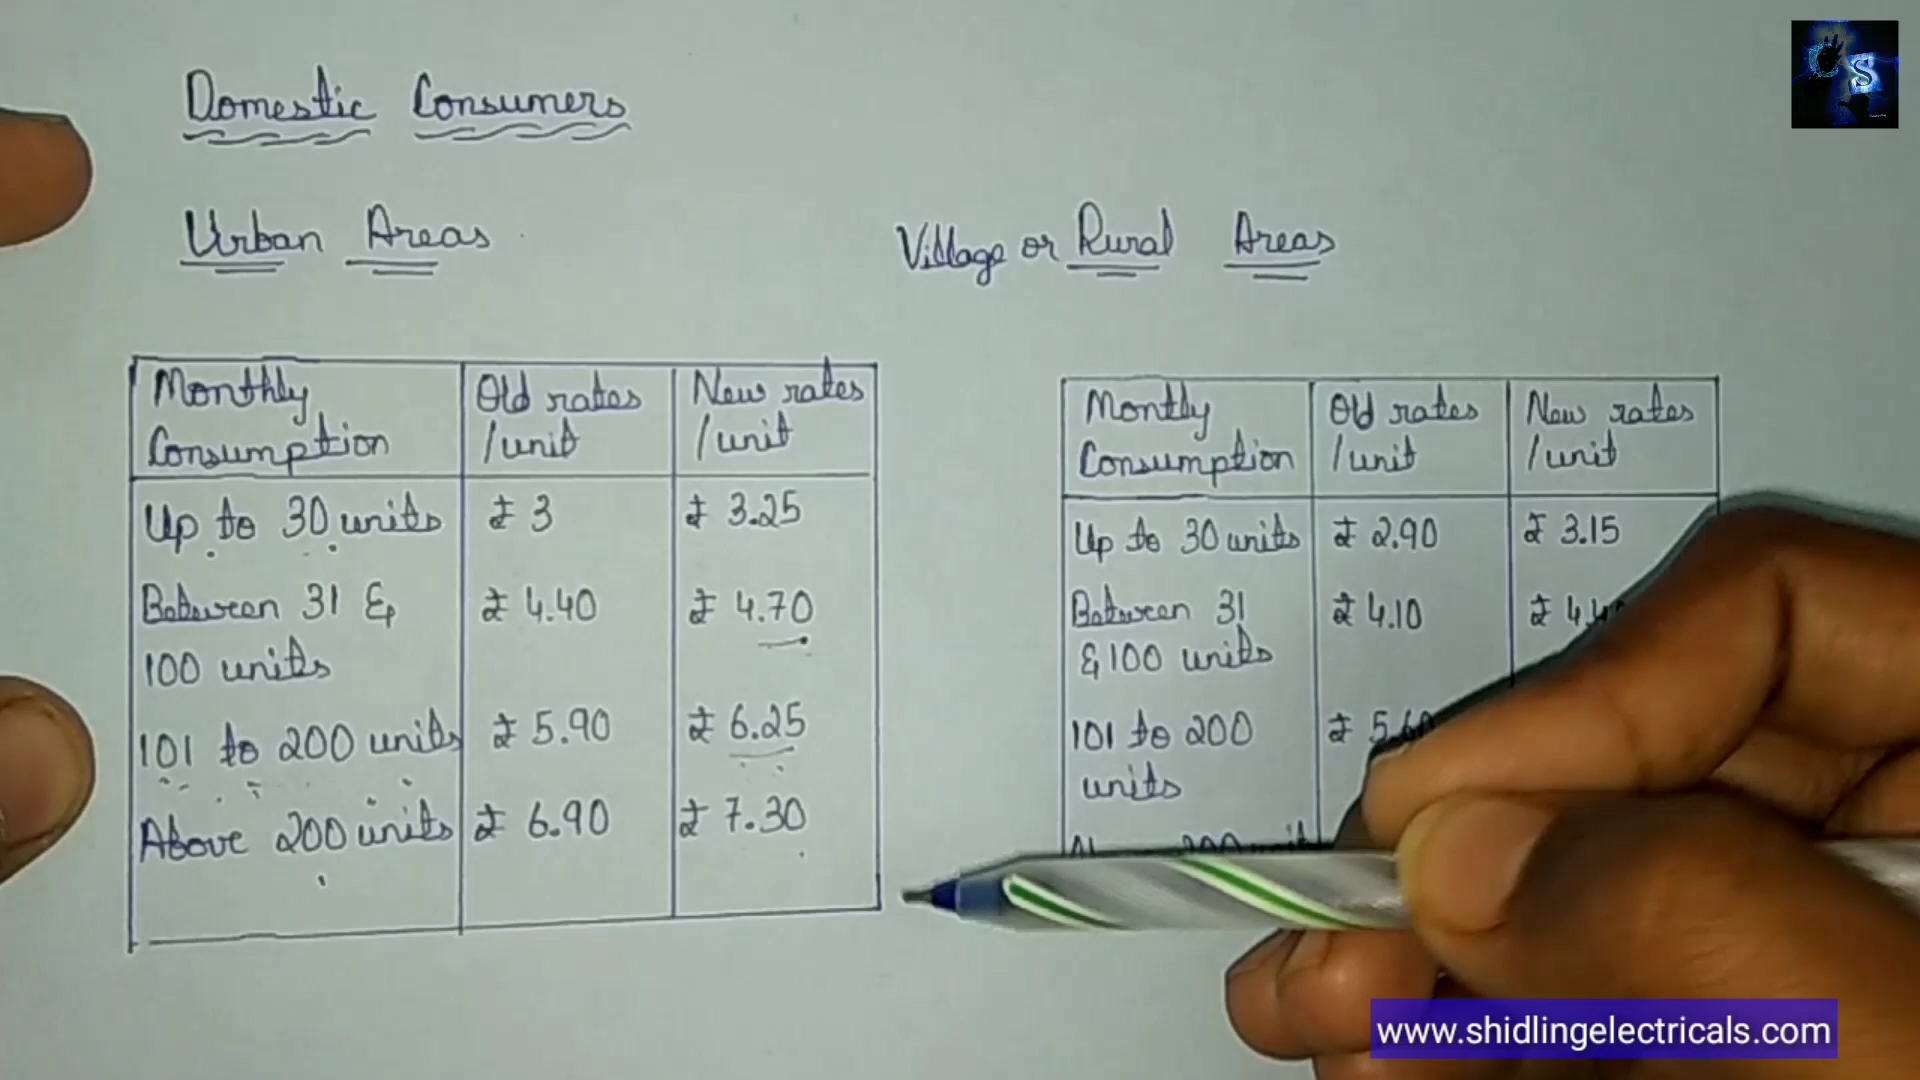 Domestic Consumers
Urban Areas
Village or Rural Areas
Monthly Consumption
Old rates /unit
New rates /unit
Up to 30 units
₹ 3
₹ 3.25
Between 31 & 100 units
₹ 4.40
₹ 4.70
101 to 200 units
₹ 5.90
₹ 6.25
Above 200 units
₹ 6.90
₹ 7.30
Montly Consumption
Old rates /unit
New rates /unit
Up to 30 units
₹ 2.90
₹ 3.15
Between 31 & 100 units
₹ 4.10
101 to 200 units
₹ 5.60
www.shidlingelectricals.com